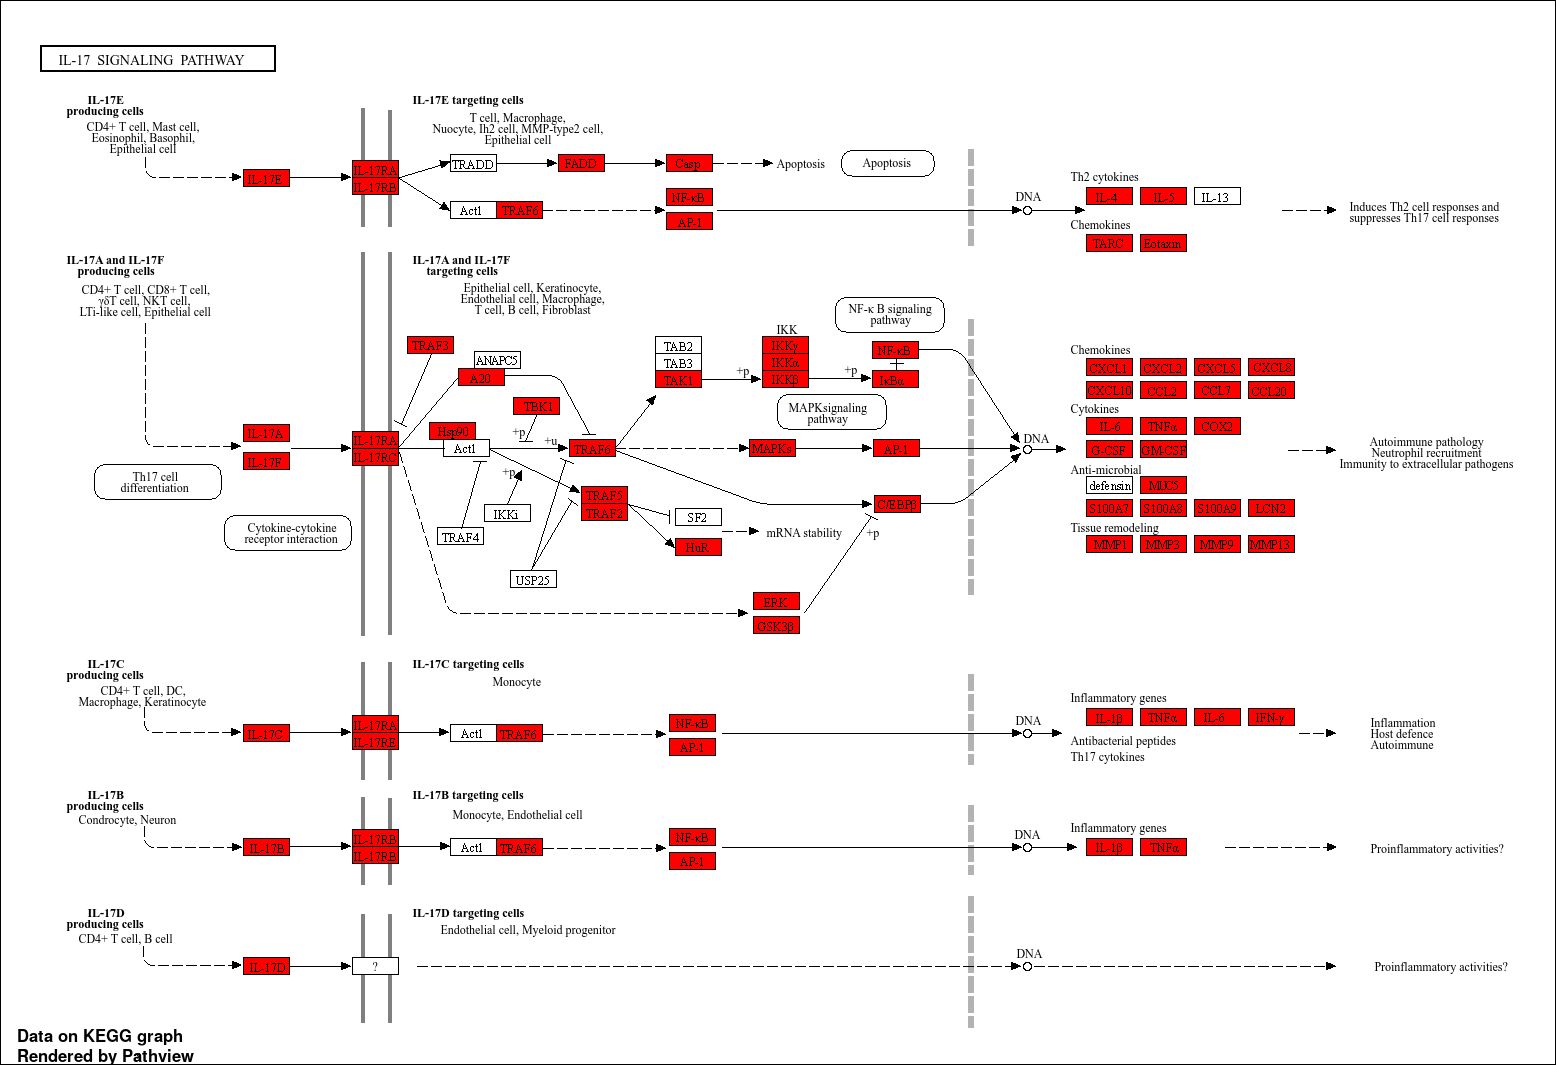 IL-17 SIGNALING PATHWAY
IL-17E
producing cells
CD4+ T cell, Mast cell,
Eosinophil, Basophil,
Epithelial cell
IL-17E
IL-17RA
IL-17RB
IL-17E targeting cells
T cell, Macrophage,
Nuocyte, Ih2 cell, MMP-type2 cell,
Epithelial cell
TRADD
FADD
Casp
Apoptosis
Apoptosis
Act1
TRAF6
NF-κB
AP-1
DNA
Th2 cytokines
IL-4
IL-5
IL-13
Chemokines
TARC
Eotaxin
Induces Th2 cell responses and
suppresses Th17 cell responses
IL-17A and IL-17F
producing cells
CD4+ T cell, CD8+ T cell,
γδT cell, NKT cell,
LTi-like cell, Epithelial cell
IL-17A and IL-17F
targeting cells
Epithelial cell, Keratinocyte,
Endothelial cell, Macrophage,
T cell, B cell, Fibroblast
IL-17A
IL-17F
Th17 cell
differentiation
Cytokine-cytokine
receptor interaction
IL-17RA
IL-17RC
TRAF3
ANAPC5
A20
TBK1
Hsp90
Act1
+p
+u
+p
IKKi
TRAF4
USP25
TRAF6
TRAF5
TRAF2
SF2
HuR
mRNA stability
TAB2
TAB3
TAK1
+p
IKK
IKKγ
IKKα
IKKβ
+p
NF-κ B signaling
pathway
NF-κB
IκBα
MAPKsignaling
pathway
MAPKs
AP-1
C/EBPβ
+p
ERK
GSK3β
DNA
Chemokines
CXCL1
CXCL2
CXCL5
CXCL8
CXCL10
CCL2
CCL7
CCL20
Cytokines
IL-6
TNFα
COX2
G-CSF
GM-CSF
Anti-microbial
defensin
MUC5
S100A7
S100A8
S100A9
LCN2
Tissue remodeling
MMP1
MMP3
MMP9
MMP13
Autoimmune pathology
Neutrophil recruitment
Immunity to extracellular pathogens
IL-17C
producing cells
CD4+ T cell, DC,
Macrophage, Keratinocyte
IL-17C
IL-17RA
IL-17RE
IL-17C targeting cells
Monocyte
Act1
TRAF6
NF-κB
AP-1
DNA
Inflammatory genes
IL-1β
TNFα
IL-6
IFN-γ
Antibacterial peptides
Th17 cytokines
Inflammation
Host defence
Autoimmune
IL-17B
producing cells
Condrocyte, Neuron
IL-17B
IL-17RB
IL-17RB
IL-17B targeting cells
Monocyte, Endothelial cell
Act1
TRAF6
NF-κB
AP-1
DNA
Inflammatory genes
IL-1β
TNFα
Proinflammatory activities?
IL-17D
producing cells
CD4+ T cell, B cell
IL-17D
?
IL-17D targeting cells
Endothelial cell, Myeloid progenitor
DNA
Proinflammatory activities?
Data on KEGG graph
Rendered by Pathview